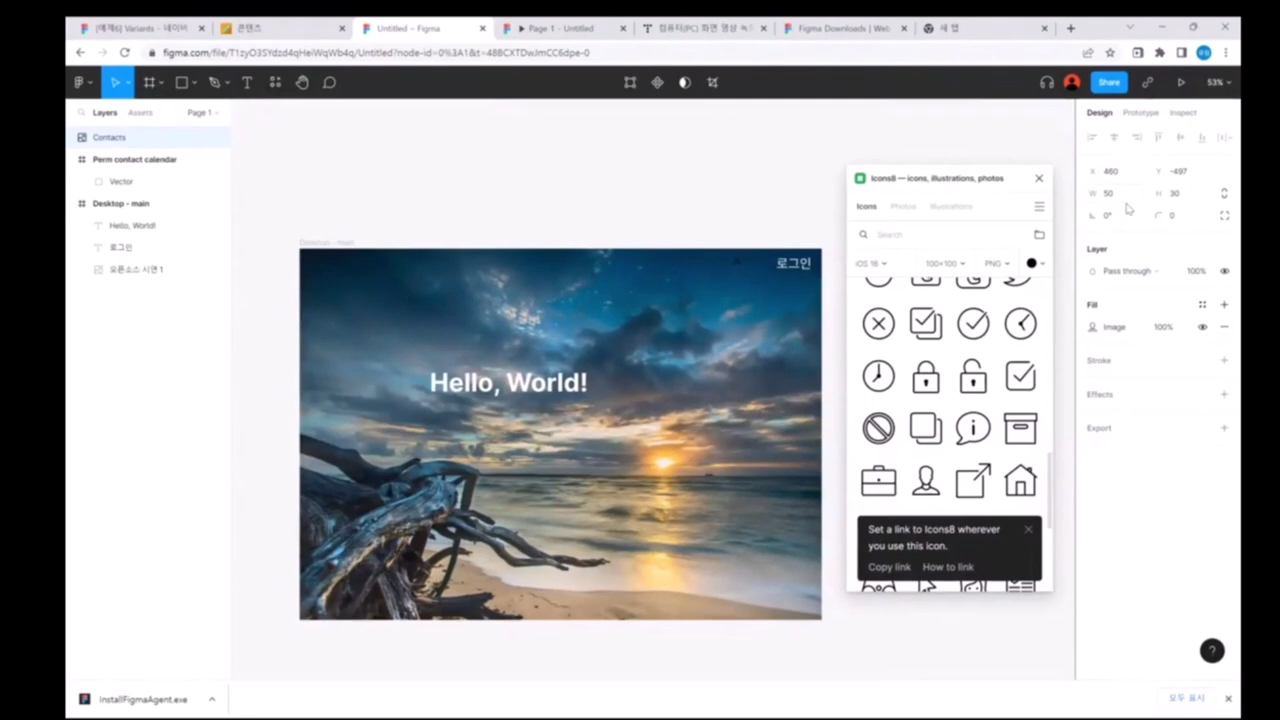 [예제6] Variants - 네이버
콘텐츠
Untitled – Figma
▶ Page 1 - Untitled
컴퓨터(PC) 화면 영상 녹
Figma Downloads | Web
새 탭
figma.com/file/T1zyO3SYdzd4qHeiWqWb4q/Untitled?node-id=0%3A1&t=48BCXTDwJmCC6dpe-0
Share
53%
Layers
Assets
Page 1
Contacts
Perm contact calendar
Vector
Desktop - main
Hello, World!
로그인
오픈소스 시연 1
Desktop - main
로그인
Hello, World!
Icons8 — icons, illustrations, photos
Icons
Photos
Illustrations
Search
iOS 16
100×100
PNG
Set a link to Icons8 wherever
you use this icon.
Copy link
How to link
Design
Prototype
Inspect
X 460
Y -497
W 50
H 30
0°
0
Layer
Pass through
100%
Fill
Image
100%
Stroke
Effects
Export
?
InstallFigmaAgent.exe
모두 표시